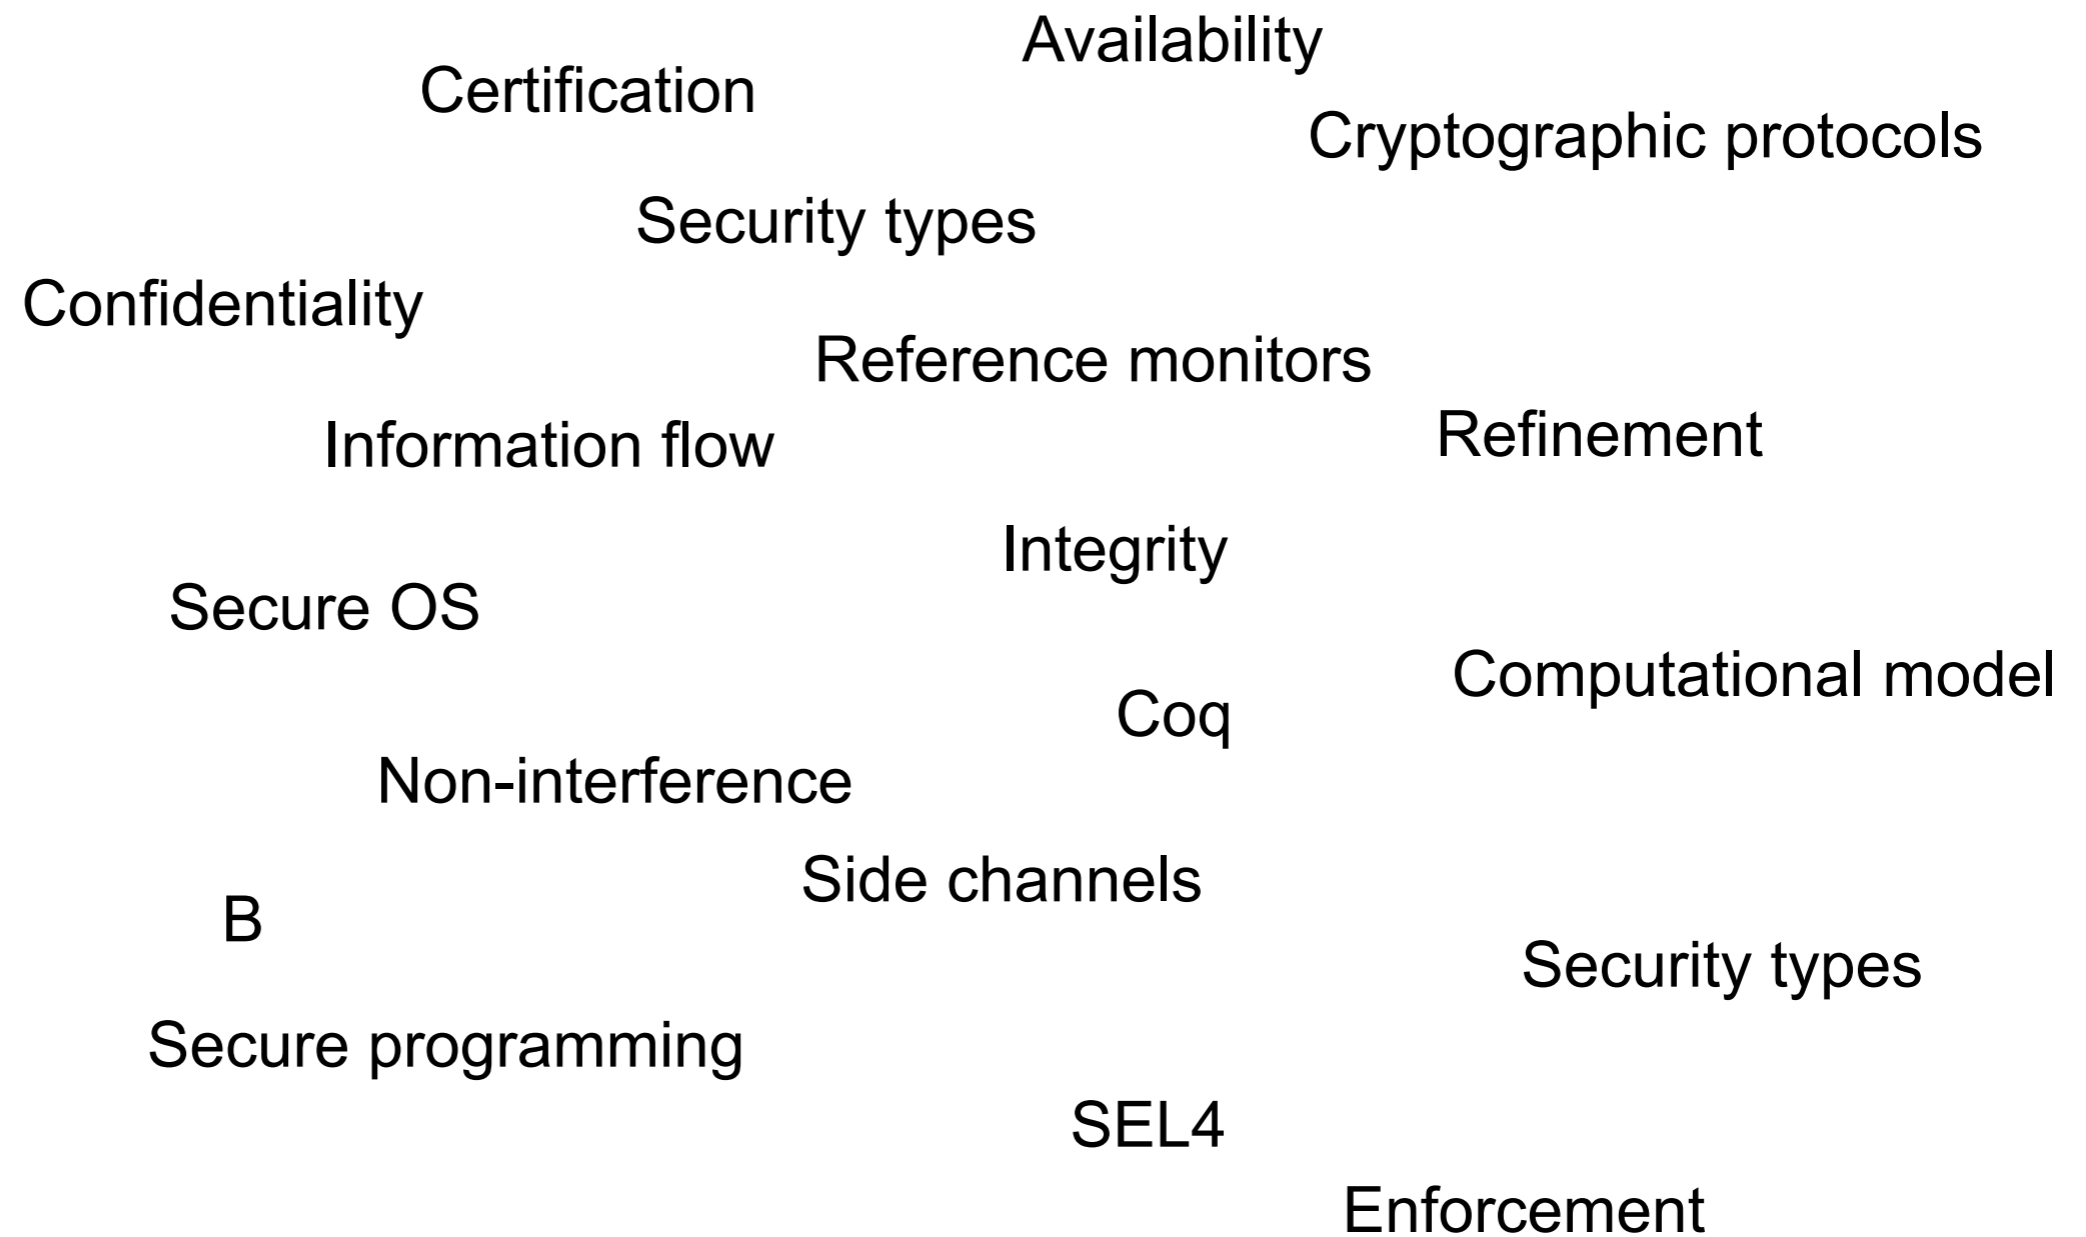 Availability
Certification
Cryptographic protocols
Security types
Confidentiality
Reference monitors
Refinement
Information flow
Integrity
Secure OS
Computational model
Coq
Non-interference
Side channels
B
Security types
Secure programming
SEL4
Enforcement